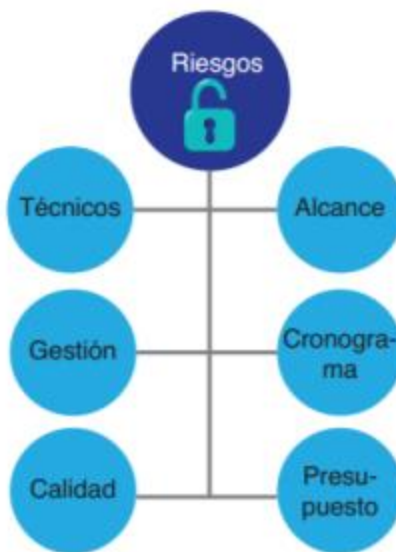 Riesgos
Técnicos
Alcance
Gestión
Cronogra-
ma
Calidad
Presu-
puesto